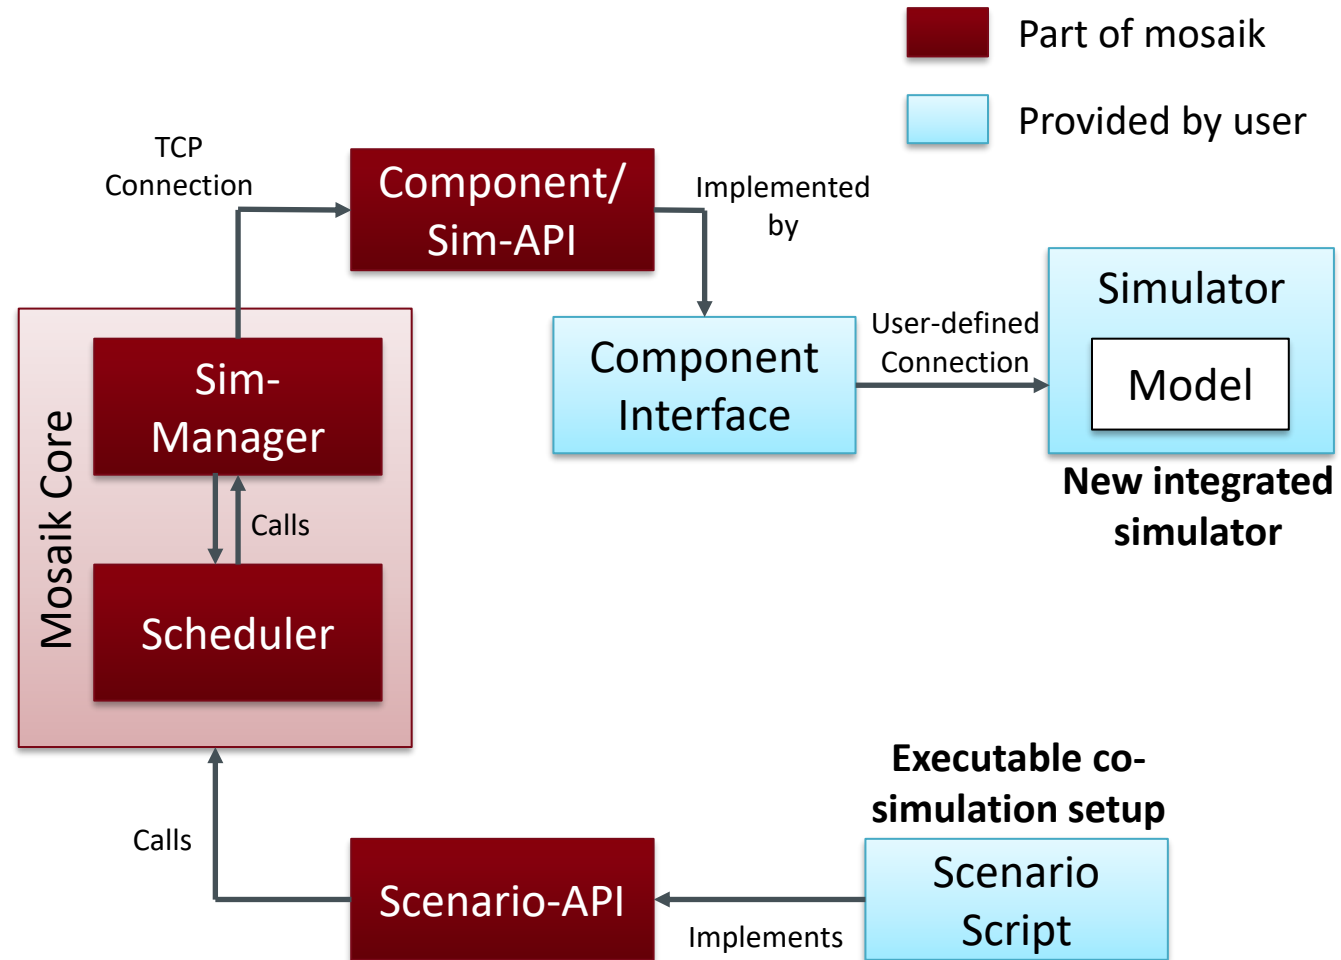 Part of mosaik
Provided by user
TCP
Connection
Component/
Sim-API
Implemented
by
Simulator
Model
User-defined
Connection
Component
Interface
New integrated
simulator
Mosaik Core
Sim-
Manager
Calls
Scheduler
Executable co-
simulation setup
Calls
Scenario-API
Implements
Scenario
Script